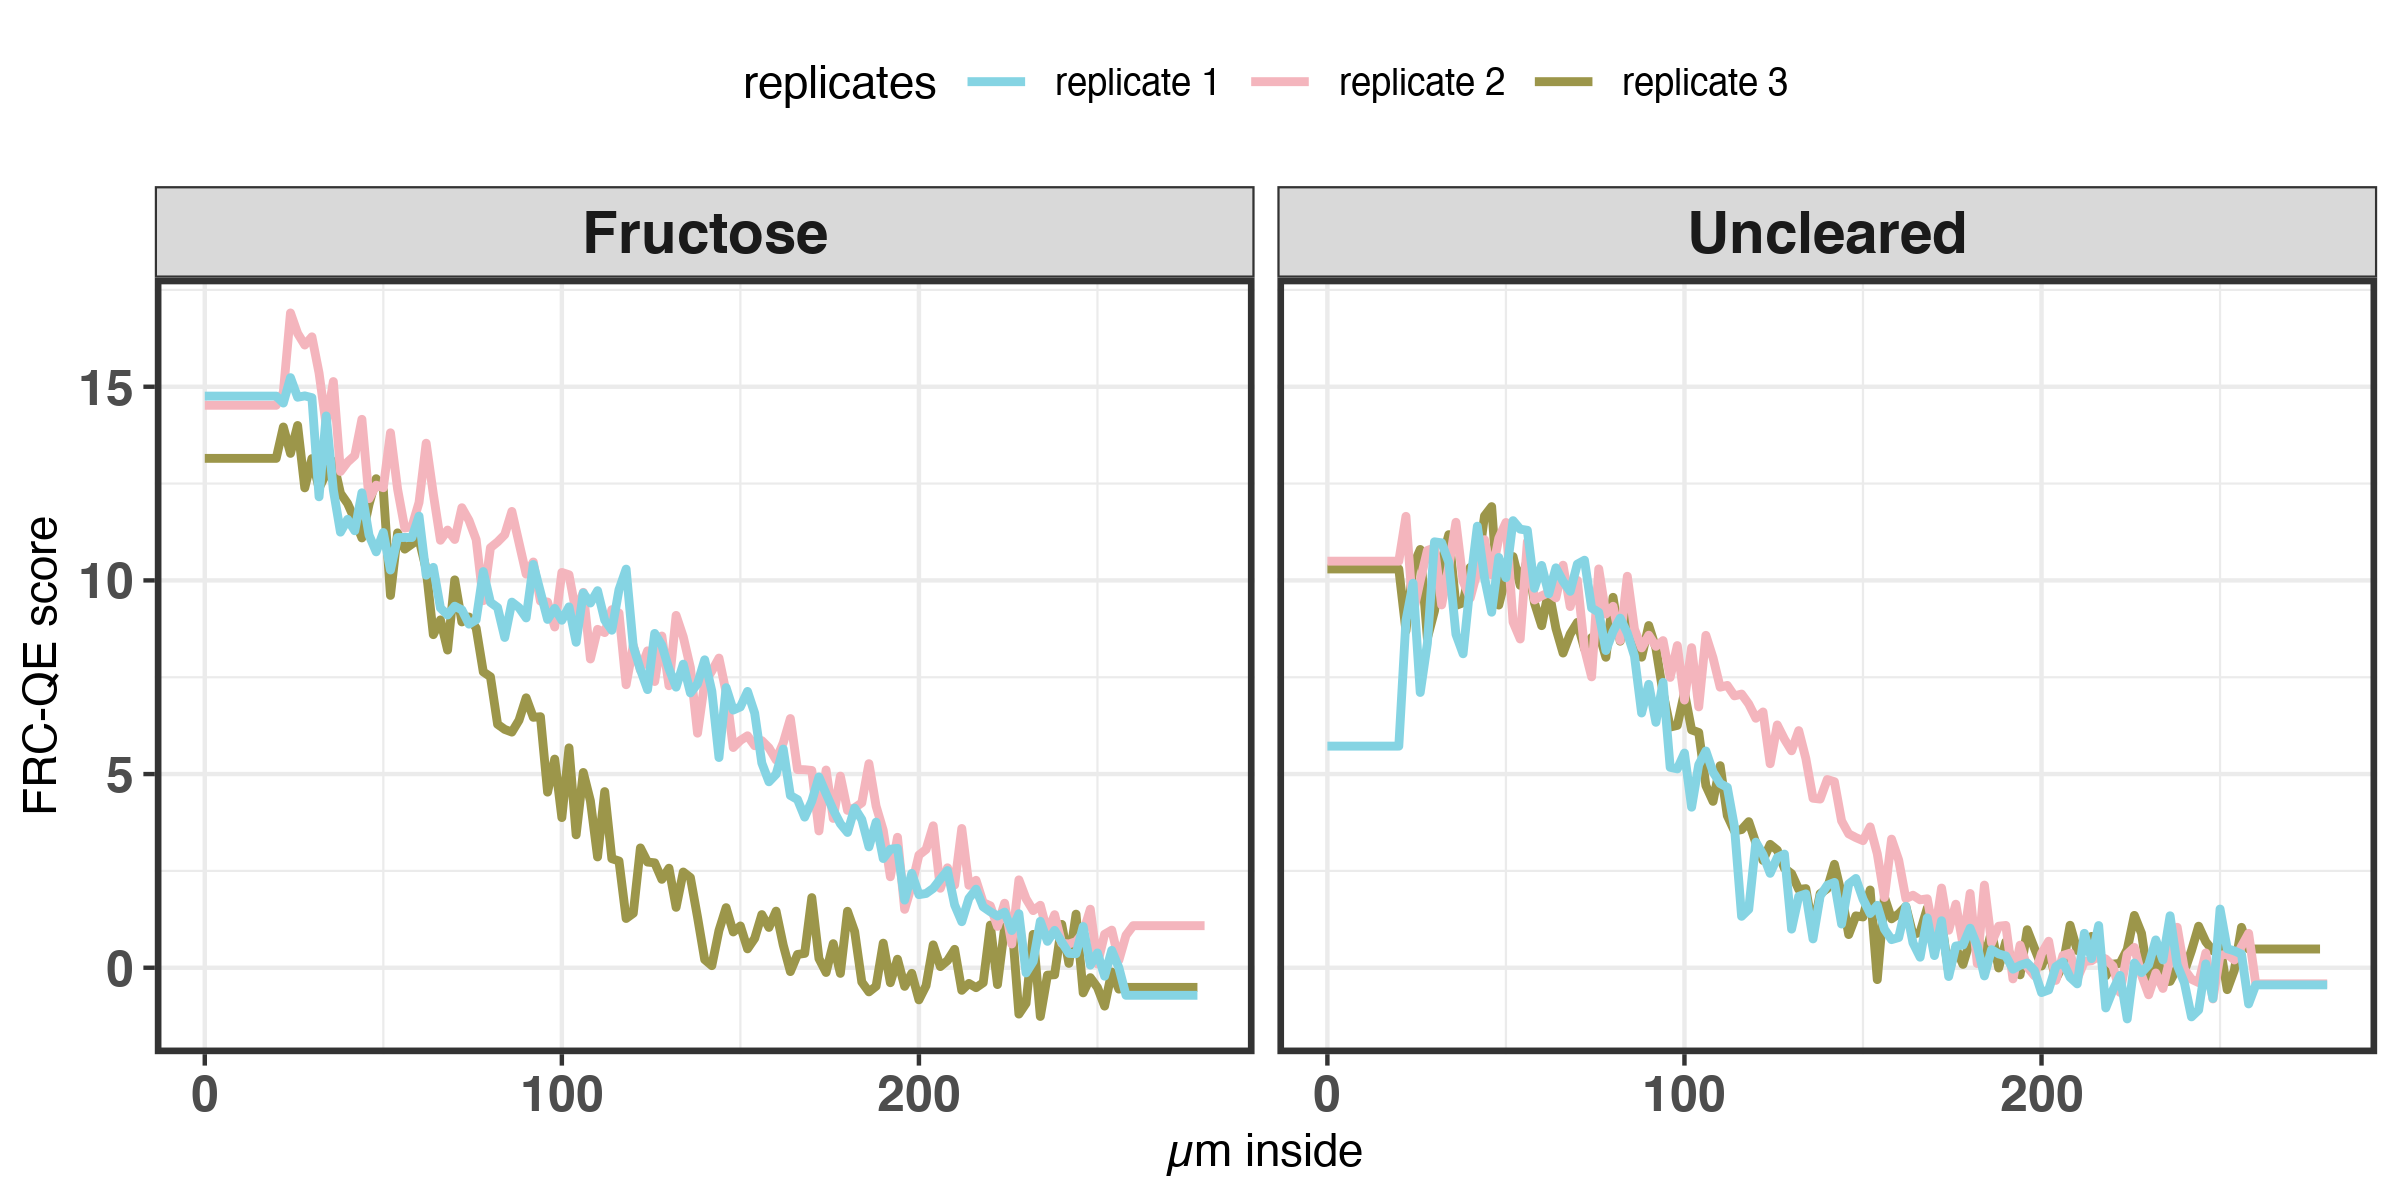 replicates replicate 1 replicate 2 replicate 3
Fructose Uncleared
15
10
5
0
FRC-QE score
0 100 200 0 100 200
µm inside